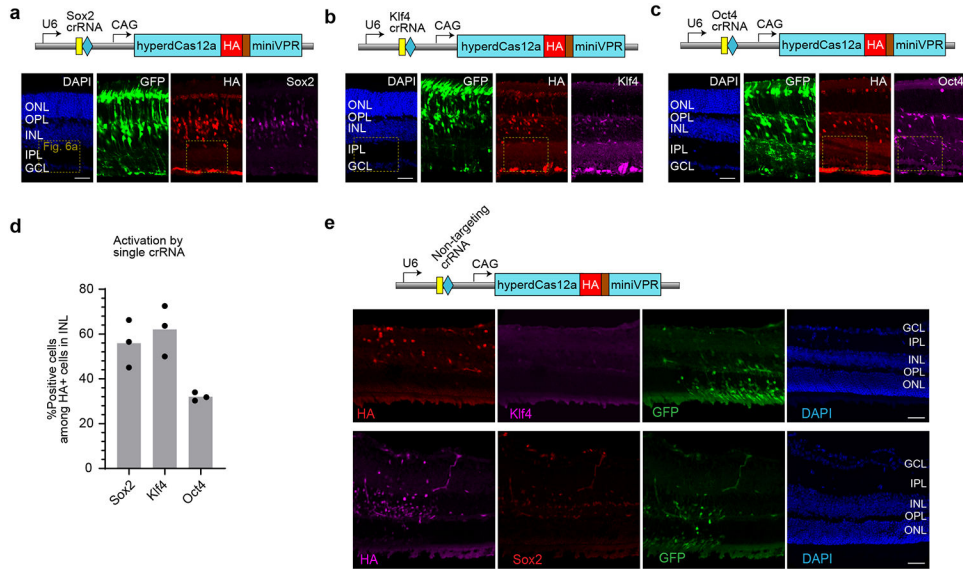 a
U6 Sox2 crRNA CAG
hyperdCas12a HA miniVPR
DAPI GFP HA Sox2
ONL
OPL
INL
Fig. 6a
IPL
GCL
b
U6 Klf4 crRNA CAG
hyperdCas12a HA miniVPR
DAPI GFP HA Klf4
ONL
OPL
INL
IPL
GCL
c
U6 Oct4 crRNA CAG
hyperdCas12a HA miniVPR
DAPI GFP HA Oct4
ONL
OPL
INL
IPL
GCL
d
Activation by
single crRNA
%Positive cells
among HA+ cells in INL
80
60
40
20
0
Sox2 Klf4 Oct4
e
U6 Non-targeting crRNA CAG
hyperdCas12a HA miniVPR
GCL
IPL
INL
OPL
ONL
HA Klf4 GFP DAPI
GCL
IPL
INL
OPL
ONL
HA Sox2 GFP DAPI